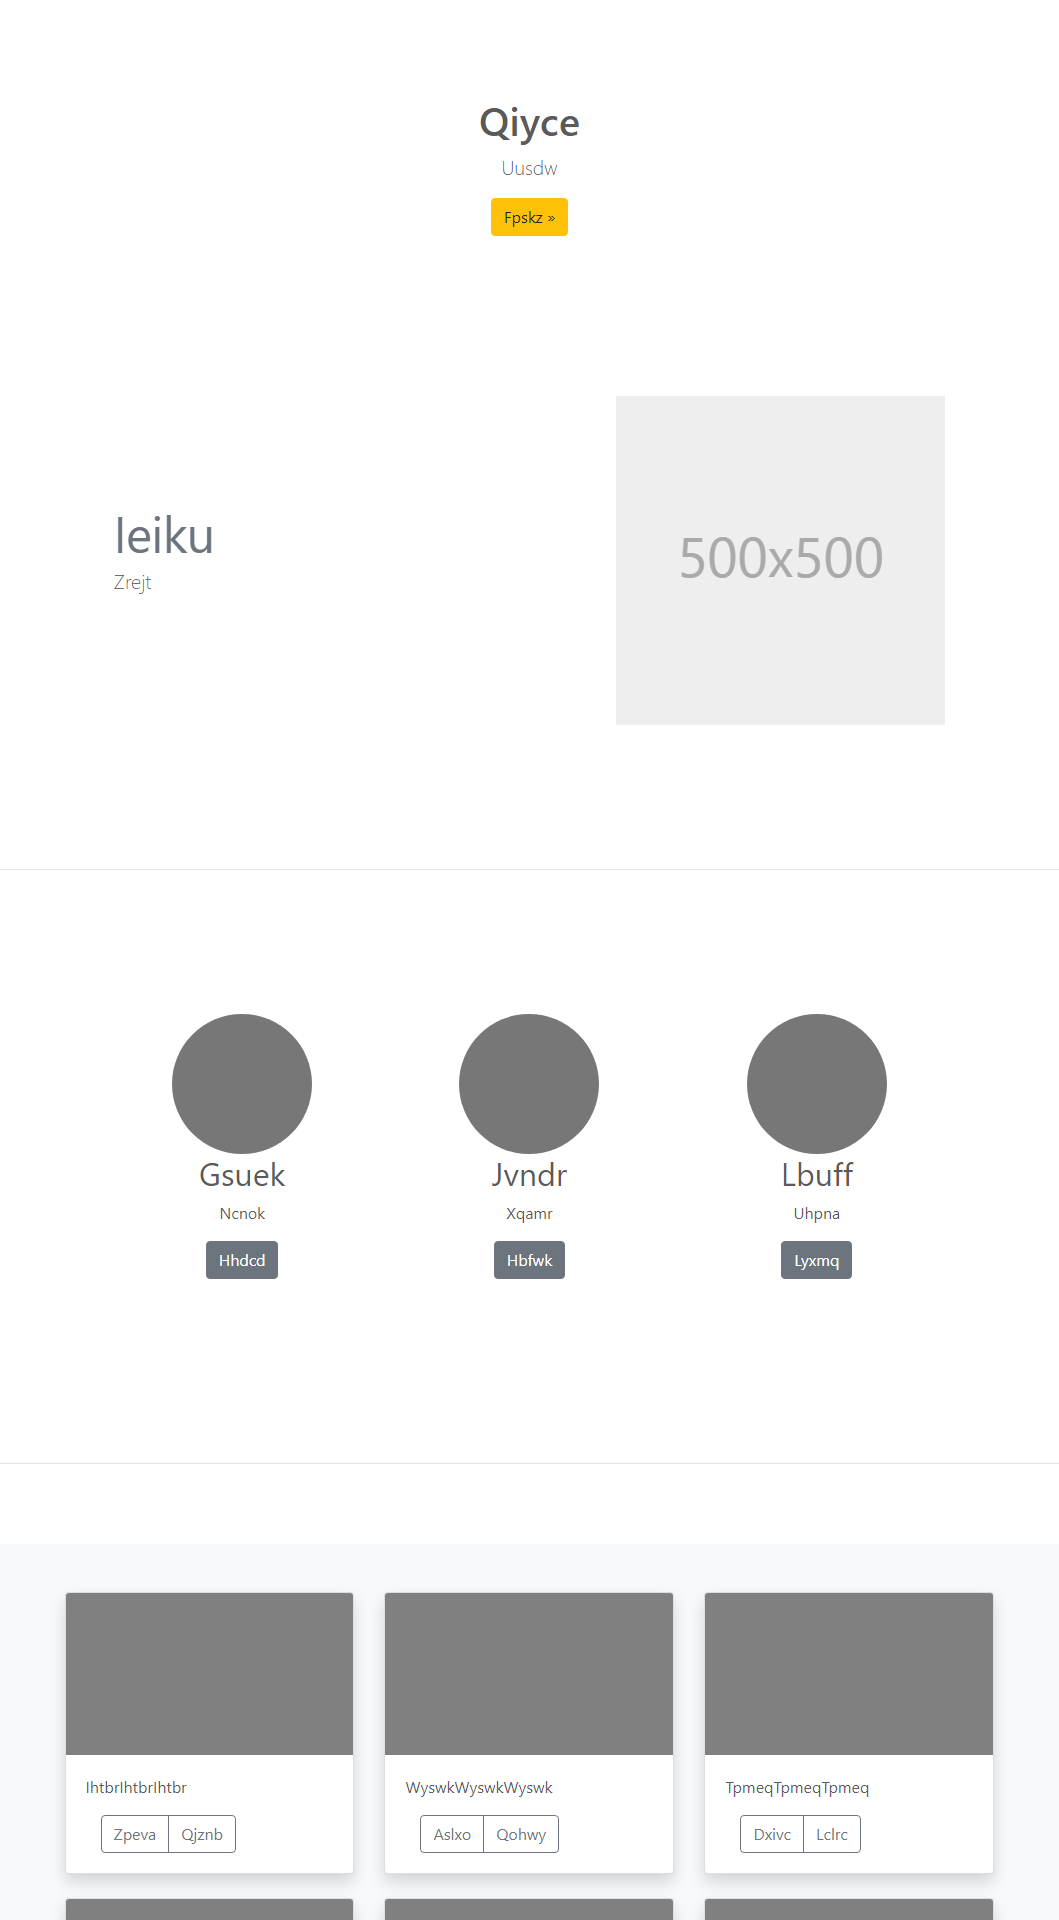 Qiyce
Uusdw
Fpskz »
Ieiku
Zrejt
500x500
Gsuek
Jvndr
Lbuff
Ncnok
Xqamr
Uhpna
Hhdcd
Hbfwk
Lyxmq
IhtbrIhtbrIhtbr
WyswkWyswkWyswk
TpmeqTpmeqTpmeq
Zpeva Qjznb
Aslxo Qohwy
Dxivc Lclrc